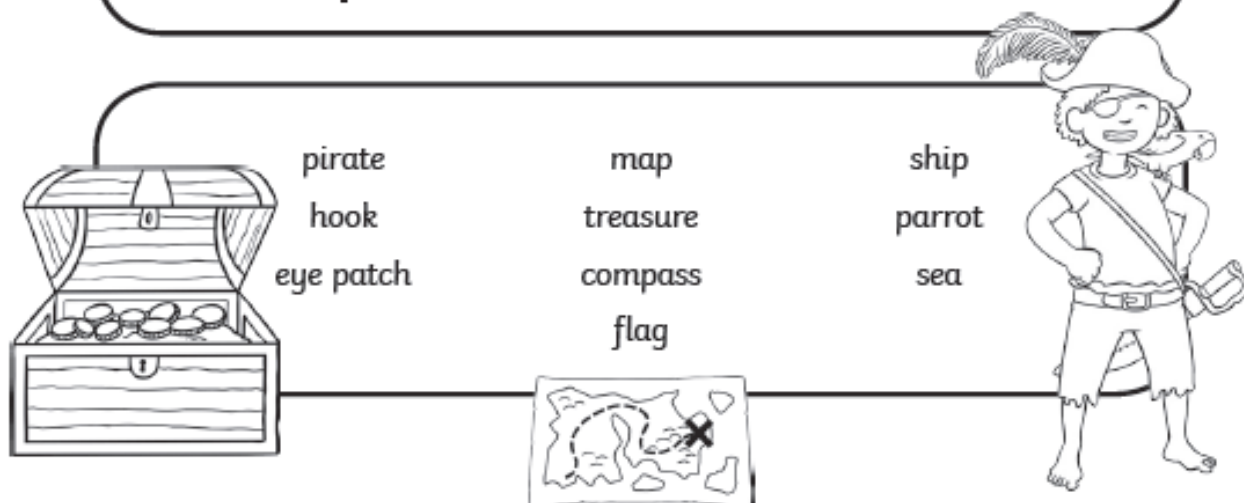 pirate map ship
hook treasure parrot
eye patch compass sea
flag